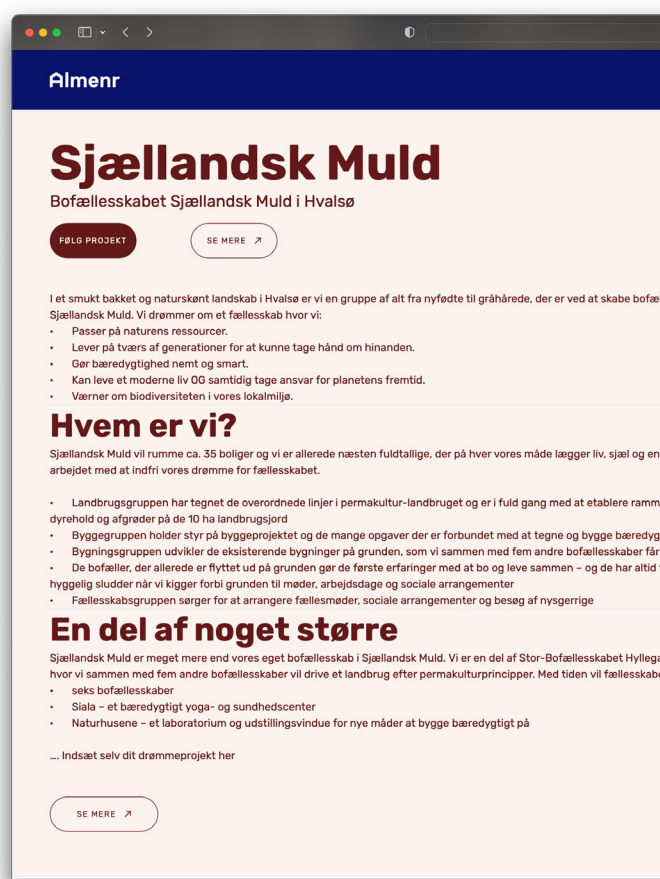 Almenr
Sjællandsk Muld
Bofællesskabet Sjællandsk Muld i Hvalsø
FØLG PROJEKT
SE MERE ↗
I et smukt bakket og naturskønt landskab i Hvalsø er vi en gruppe af alt fra nyfødte til gråhårede, der er ved at skabe
Sjællandsk Muld. Vi drømmer om et fællesskab hvor vi:
• Passer på naturens ressourcer.
• Lever på tværs af generationer for at kunne tage hånd om hinanden.
• Gør bæredygtighed nemt og smart.
• Kan leve et moderne liv OG samtidig tage ansvar for planetens fremtid.
• Værner om biodiversiteten i vores lokalmiljø.
Hvem er vi?
Sjællandsk Muld vil rumme ca. 35 boliger og vi er allerede næsten fuldtallige, der på hver vores måde lægger liv, sjæl og
arbejdet med at indfri vores drømme for fællesskabet.
• Landbrugsgruppen har tegnet de overordnede linjer i permakultur-landbruget og er i fuld gang med at etablere
dyrehold og afgrøder på de 10 ha landbrugsjord
• Byggegruppen holder styr på byggeprojektet og de mange opgaver der er forbundet med at tegne og bygge
• Bygningsgruppen udvikler de eksisterende bygninger på grunden, som vi sammen med fem andre bofællesskaber får
• De bofæller, der allerede er flyttet ud på grunden gør de første erfaringer med at bo og leve sammen – og de har altid
hyggelig sludder når vi kigger forbi grunden til møder, arbejdsdage og sociale arrangementer
• Fællesskabsgruppen sørger for at arrangere fællesmøder, sociale arrangementer og besøg af nysgerrige
En del af noget større
Sjællandsk Muld er meget mere end vores eget bofællesskab i Sjællandsk Muld. Vi er en del af Stor-Bofællesskabet
hvor vi sammen med fem andre bofællesskaber vil drive et landbrug efter permakulturprincipper. Med tiden vil
• seks bofællesskaber
• Siala – et bæredygtigt yoga- og sundhedscenter
• Naturhusene – et laboratorium og udstillingsvindue for nye måder at bygge bæredygtigt på
…. Indsæt selv dit drømmeprojekt her
SE MERE ↗